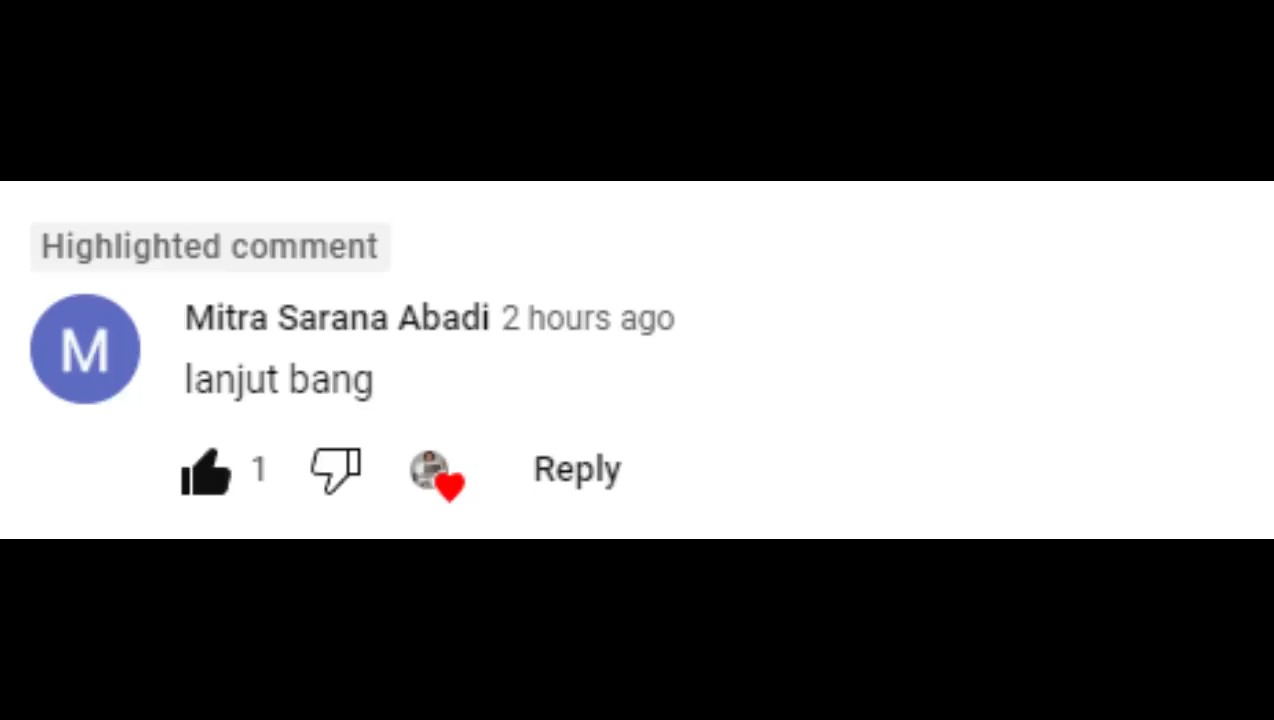 Highlighted comment
M
Mitra Sarana Abadi 2 hours ago
lanjut bang
1 Reply